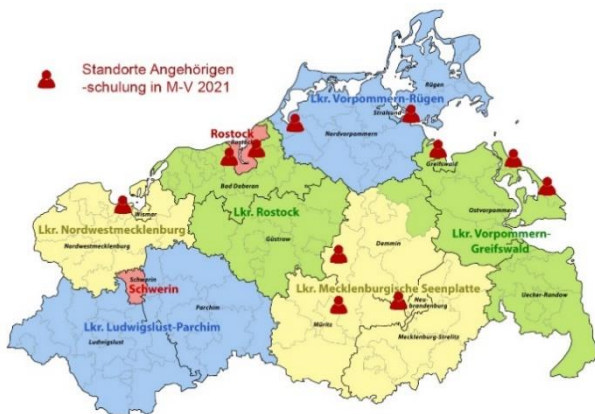 Standorte Angehörigen
-schulung in M-V 2021
Rügen
Lkr. Vorpommern-Rügen
Stralsund
Nordvorpommern
Rostock
Rostock
Greifswald
Bad Doberan
Wismar
Lkr. Nordwestmecklenburg
Nordwestmecklenburg
Lkr. Rostock
Güstrow
Demmin
Ostvorpommern
Lkr. Vorpommern-
Greifswald
Schwerin
Schwerin
Lkr. Mecklenburgische Seenplatte
Neu-
brandenburg
Uecker-Randow
Parchim
Lkr. Ludwigslust-Parchim
Ludwigslust
Müritz
Mecklenburg-Strelitz